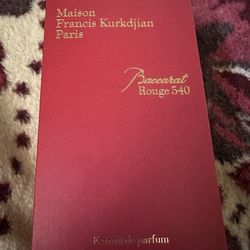 Maison
Francis Kurkdjian
Paris
Baccarat
Rouge 540
Extrait de parfum